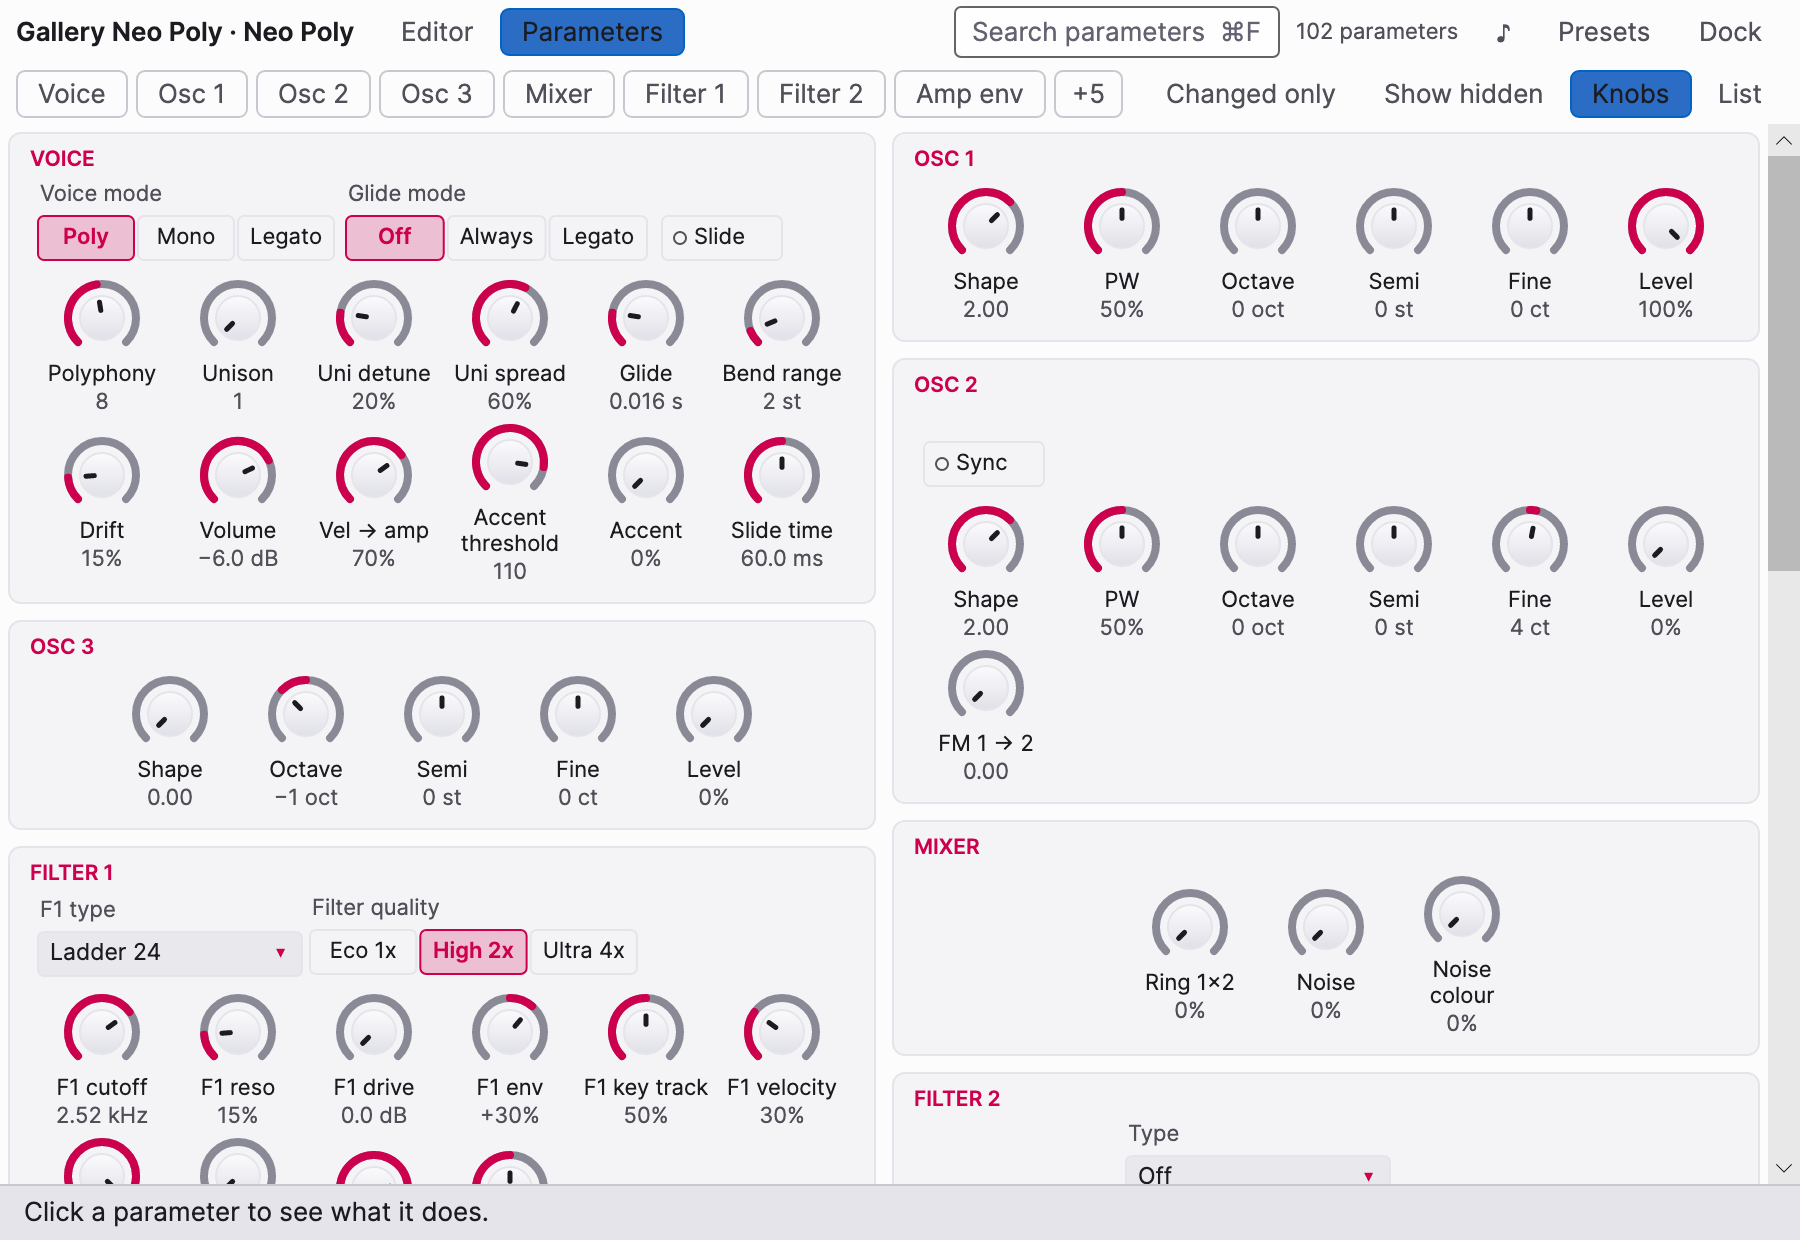 Gallery Neo Poly · Neo Poly Editor Parameters Search parameters ⌘F 102 parameters Presets Dock
Voice Osc 1 Osc 2 Osc 3 Mixer Filter 1 Filter 2 Amp env +5 Changed only Show hidden Knobs List
VOICE
Voice mode Glide mode
Poly Mono Legato Off Always Legato Slide
Polyphony Unison Uni detune Uni spread Glide Bend range
8 1 20% 60% 0.016 s 2 st
Drift Volume Vel → amp Accent threshold Accent Slide time
15% −6.0 dB 70% 110 0% 60.0 ms
OSC 1
Shape PW Octave Semi Fine Level
2.00 50% 0 oct 0 st 0 ct 100%
OSC 2
Sync
Shape PW Octave Semi Fine Level
2.00 50% 0 oct 0 st 4 ct 0%
FM 1 → 2
0.00
OSC 3
Shape Octave Semi Fine Level
0.00 −1 oct 0 st 0 ct 0%
MIXER
Ring 1×2 Noise Noise colour
0% 0% 0%
FILTER 1
F1 type Filter quality
Ladder 24 Eco 1x High 2x Ultra 4x
F1 cutoff F1 reso F1 drive F1 env F1 key track F1 velocity
2.52 kHz 15% 0.0 dB +30% 50% 30%
FILTER 2
Type
Off
Click a parameter to see what it does.